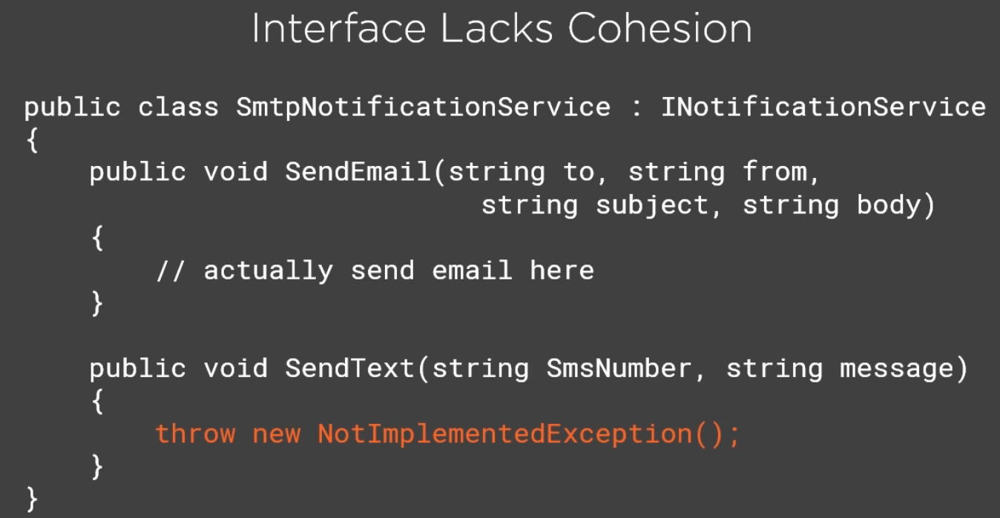 Interface Lacks Cohesion
public class SmtpNotificationService : INotificationService
{
    public void SendEmail(string to, string from,
                            string subject, string body)
    {
        // actually send email here
    }

    public void SendText(string SmsNumber, string message)
    {
        throw new NotImplementedException();
    }
}